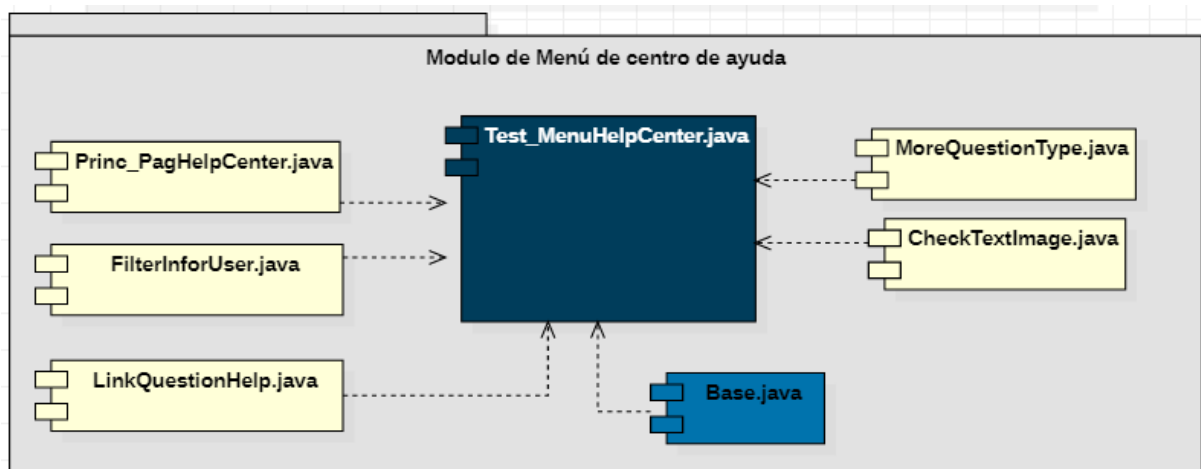 Modulo de Menú de centro de ayuda
Test_MenuHelpCenter.java
Princ_PagHelpCenter.java
FilterInforUser.java
LinkQuestionHelp.java
MoreQuestionType.java
CheckTextImage.java
Base.java